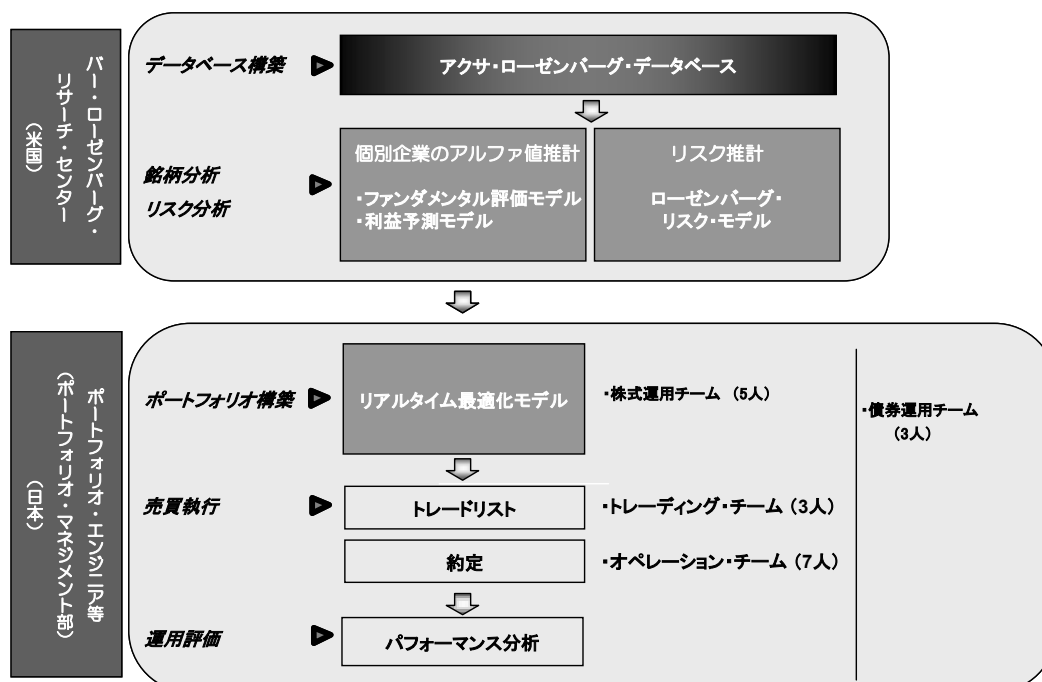 バー・ローゼンバーグ・
リサーチ・センター
（米国）
データベース構築
アクサ・ローゼンバーグ・データベース
銘柄分析
リスク分析
個別企業のアルファ値推計
・ファンダメンタル評価モデル
・利益予測モデル
リスク推計
ローゼンバーグ・
リスク・モデル
ポートフォリオ・エンジニア等
（ポートフォリオ・マネジメント部）
（日本）
ポートフォリオ構築
リアルタイム最適化モデル
・株式運用チーム （5人）
・債券運用チーム
（3人）
売買執行
トレードリスト
・トレーディング・チーム （3人）
約定
・オペレーション・チーム （7人）
運用評価
パフォーマンス分析